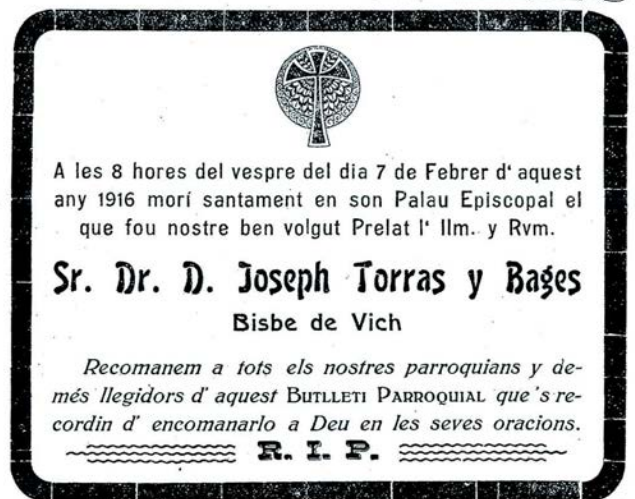 A les 8 hores del vespre del dia 7 de Febrer d' aquest
any 1916 morí santament en son Palau Episcopal el
que fou nostre ben volgut Prelat l' Ilm. y Rvm.
Sr. Dr. D. Joseph Torras y Bages
Bisbe de Vich
Recomanem a tots els nostres parroquians y de-
més llegidors d' aquest BUTLLETI PARROQUIAL que 's re-
cordin d' encomanarlo a Deu en les seves oracions.
R. I. P.